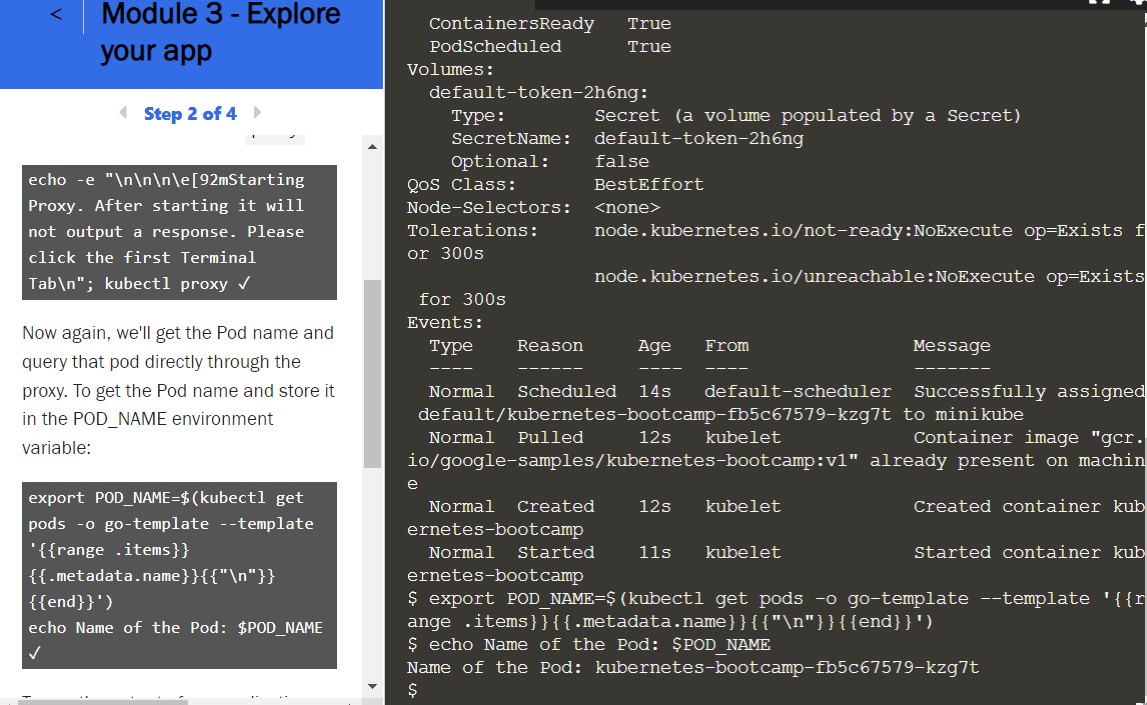 <
Module 3 - Explore
your app
Step 2 of 4
echo -e "\n\n\n\e[92mStarting
Proxy. After starting it will
not output a response. Please
click the first Terminal
Tab\n"; kubectl proxy ✓
Now again, we'll get the Pod name and
query that pod directly through the
proxy. To get the Pod name and store it
in the POD_NAME environment
variable:
export POD_NAME=$(kubectl get
pods -o go-template --template
'{{range .items}}
{{.metadata.name}}{{"\n"}}
{{end}}')
echo Name of the Pod: $POD_NAME
✓
ContainersReady True
PodScheduled True
Volumes:
default-token-2h6ng:
Type: Secret (a volume populated by a Secret)
SecretName: default-token-2h6ng
Optional: false
QoS Class: BestEffort
Node-Selectors: <none>
Tolerations: node.kubernetes.io/not-ready:NoExecute op=Exists f
or 300s
node.kubernetes.io/unreachable:NoExecute op=Exists
for 300s
Events:
Type Reason Age From Message
---- ------ ---- ---- -------
Normal Scheduled 14s default-scheduler Successfully assigned
default/kubernetes-bootcamp-fb5c67579-kzg7t to minikube
Normal Pulled 12s kubelet Container image "gcr.
io/google-samples/kubernetes-bootcamp:v1" already present on machin
e
Normal Created 12s kubelet Created container kub
ernetes-bootcamp
Normal Started 11s kubelet Started container kub
ernetes-bootcamp
$ export POD_NAME=$(kubectl get pods -o go-template --template '{{r
ange .items}}{{.metadata.name}}{{"\n"}}{{end}}')
$ echo Name of the Pod: $POD_NAME
Name of the Pod: kubernetes-bootcamp-fb5c67579-kzg7t
$